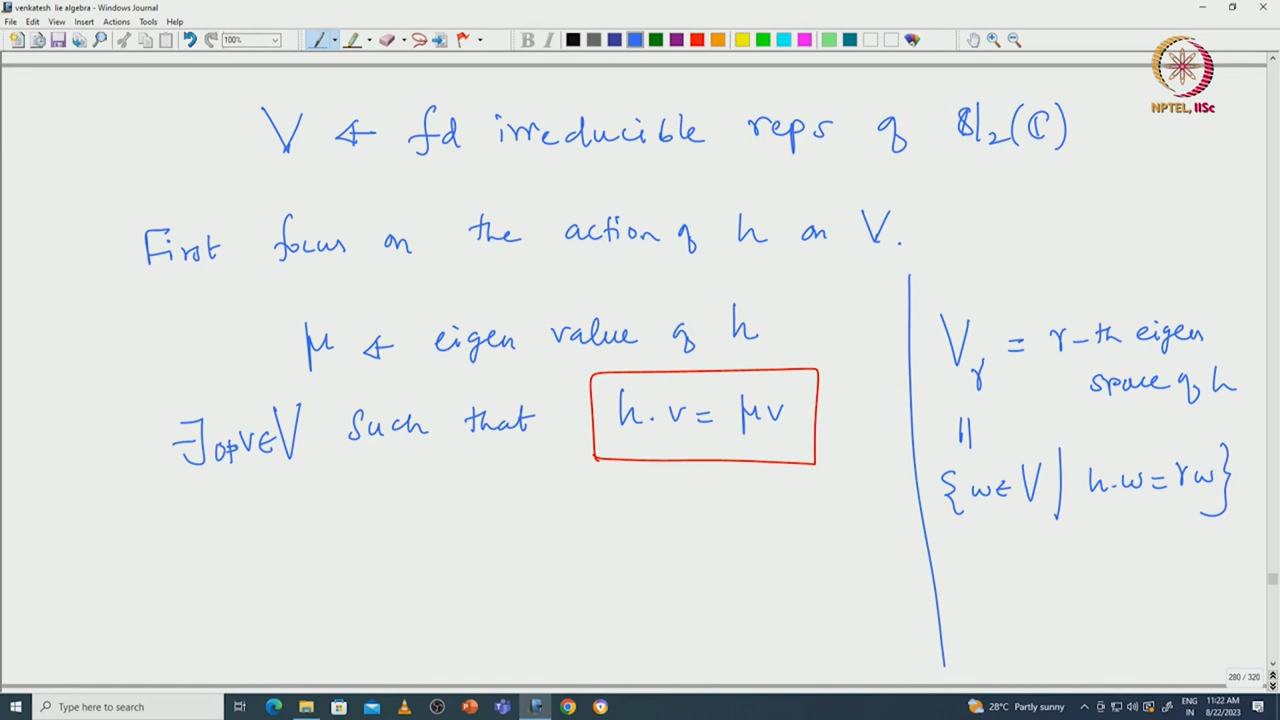 venkatesh lie algebra - Windows Journal
File Edit View Insert Actions Tools Help
100%
NPTEL, IISc
V ← fd irreducible reps of sl₂(ℂ)
First focus on the action of h on V.
μ ← eigen value of h
∃ 0≠v∈V such that h.v = μv
V_γ = γ-th eigen
space of h
||
{w∈V | h.w = γw}
280 / 320
Type here to search
28°C Partly sunny
ENG
IN
11:22 AM
8/22/2023